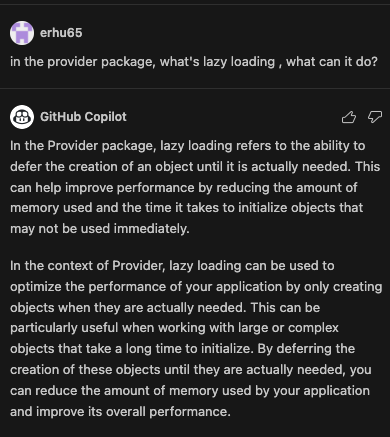 erhu65
in the provider package, what's lazy loading , what can it do?
GitHub Copilot
In the Provider package, lazy loading refers to the ability to
defer the creation of an object until it is actually needed. This
can help improve performance by reducing the amount of
memory used and the time it takes to initialize objects that
may not be used immediately.
In the context of Provider, lazy loading can be used to
optimize the performance of your application by only creating
objects when they are actually needed. This can be
particularly useful when working with large or complex
objects that take a long time to initialize. By deferring the
creation of these objects until they are actually needed, you
can reduce the amount of memory used by your application
and improve its overall performance.